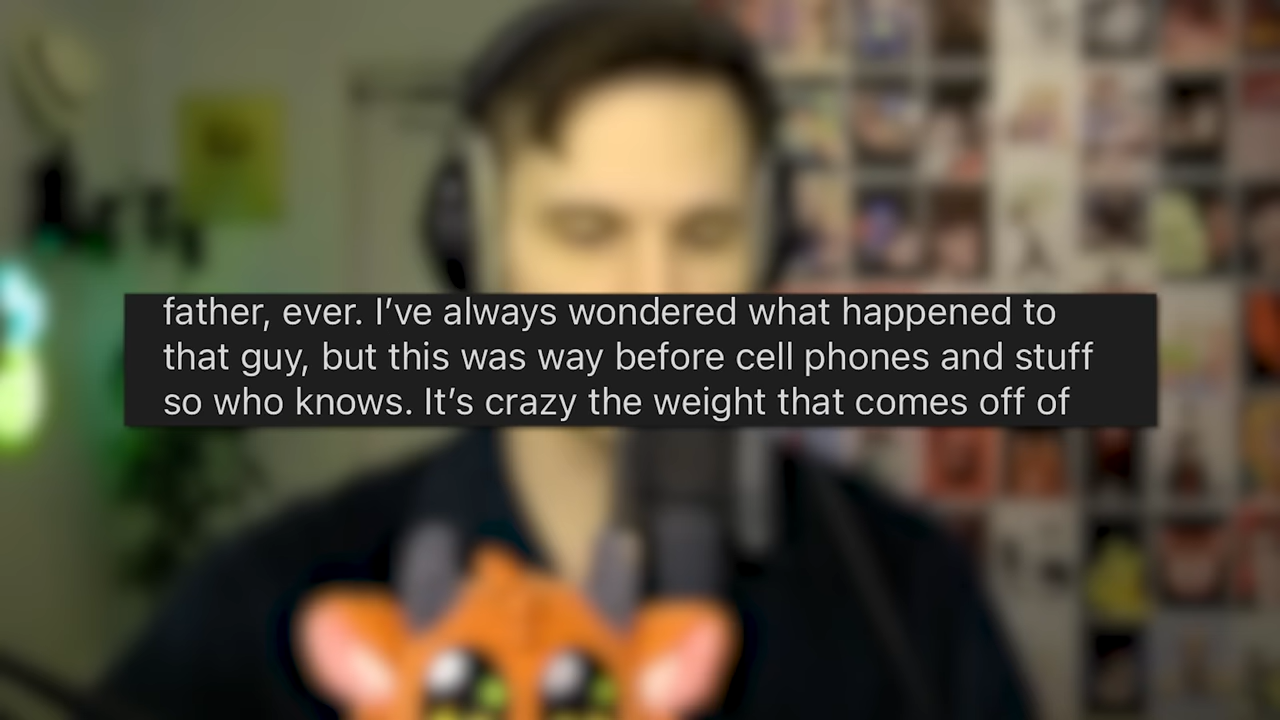 father, ever. I’ve always wondered what happened to
that guy, but this was way before cell phones and stuff
so who knows. It’s crazy the weight that comes off of